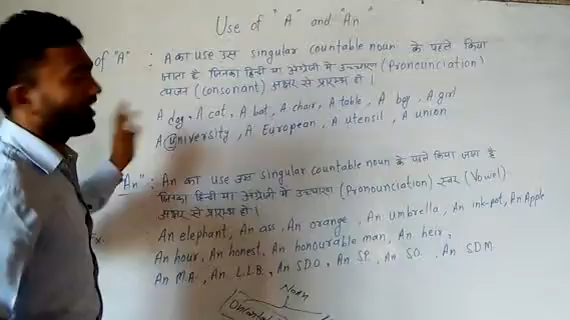 Use of "A" and "An"
of "A" : A का use उस singular countable noun के पहले किया
जाता है जिनका हिन्दी या अंग्रेजी में उच्चारण (Pronounciation)
व्यंजन (consonant) अक्षर से प्रारम्भ हो।
A dog, A cat, A bat, A chair, A table, A boy, A girl
A University, A European, A utensil, A union
"An" : An का use उस singular countable noun के पहले किया जाता है
जिनका हिन्दी या अंग्रेजी में उच्चारण (Pronounciation) स्वर (Vowel)
अक्षर से प्रारम्भ हो।
Ex. An elephant, An ass, An orange, An umbrella, An ink-pot, An Apple
An hour, An honest, An honourable man, An heir,
An M.A., An L.L.B., An S.D.O., An S.P., An S.O., An S.D.M.
Noun